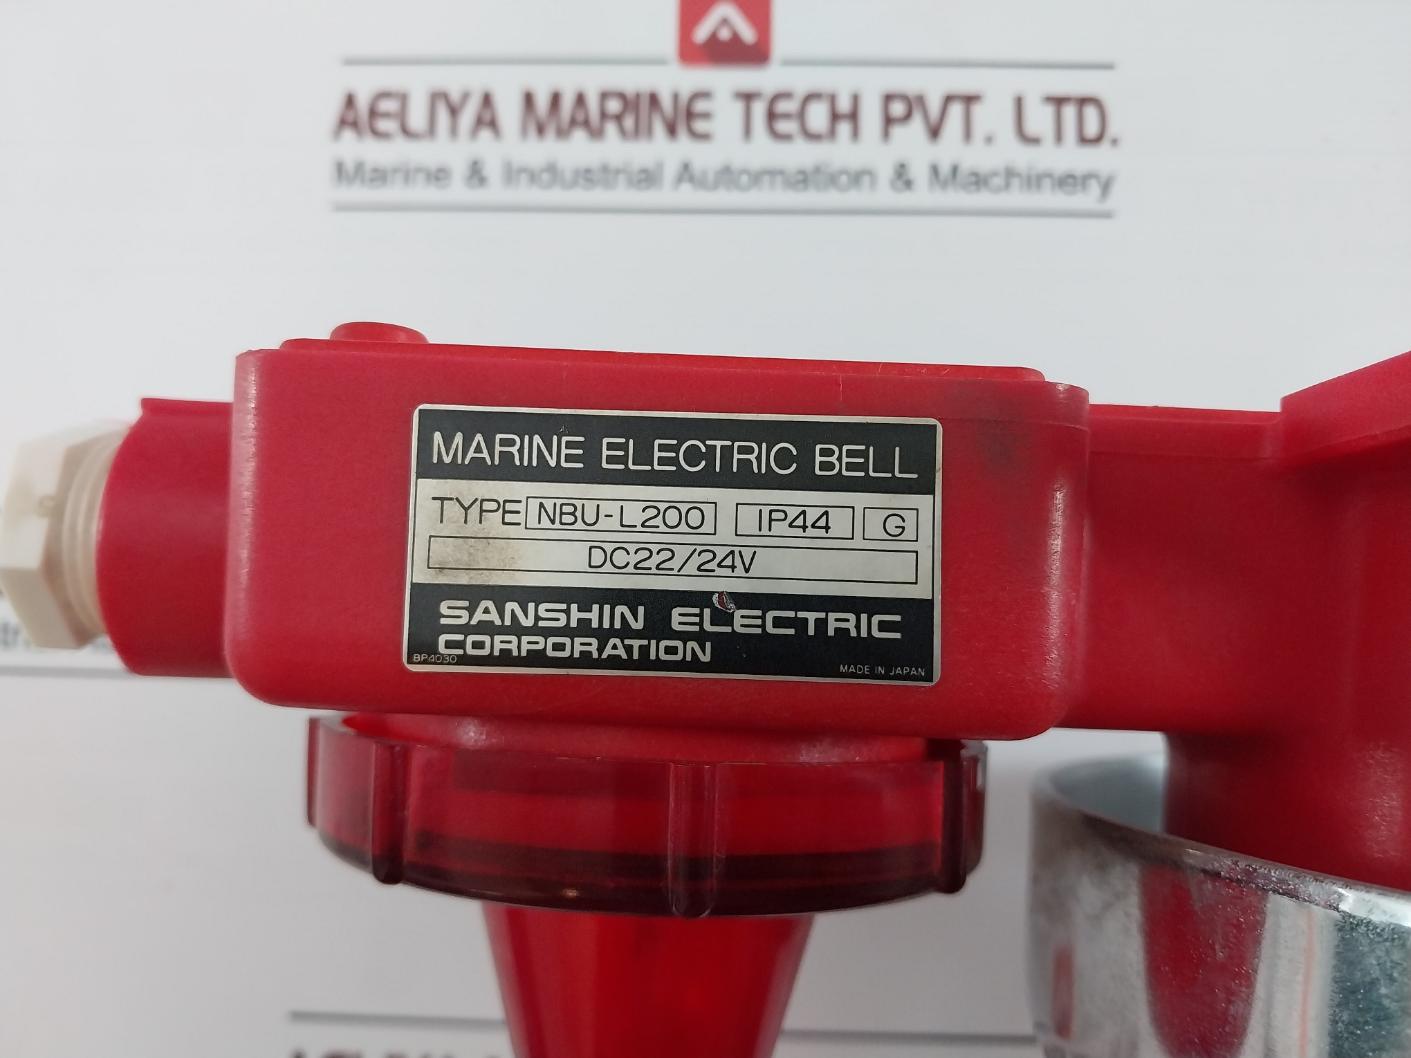 AELIYA MARINE TECH PVT. LTD.
Marine & Industrial Automation & Machinery
MARINE ELECTRIC BELL
TYPE NBU-L200 IP44 G
DC22/24V
SANSHIN ELECTRIC
CORPORATION
BP4030 MADE IN JAPAN